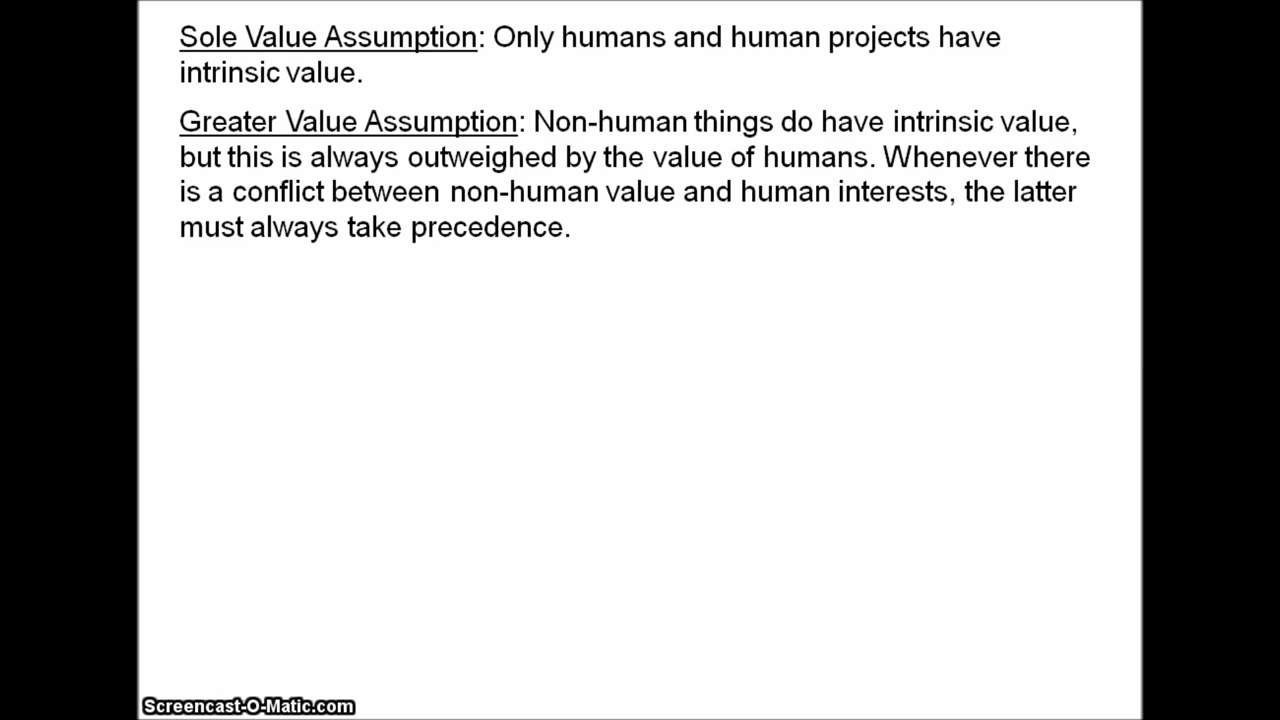 Sole Value Assumption: Only humans and human projects have
intrinsic value.
Greater Value Assumption: Non-human things do have intrinsic value,
but this is always outweighed by the value of humans. Whenever there
is a conflict between non-human value and human interests, the latter
must always take precedence.
Screencast-O-Matic.com